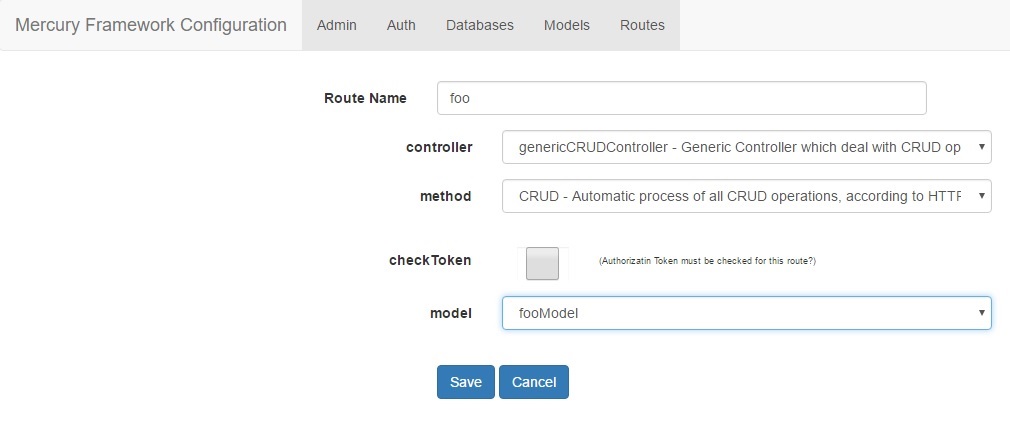 Mercury Framework Configuration Admin Auth Databases Models Routes
Route Name foo
controller genericCRUDController - Generic Controller which deal with CRUD op
method CRUD - Automatic process of all CRUD operations, according to HTTP
checkToken (Authorizatin Token must be checked for this route?)
model fooModel
Save Cancel